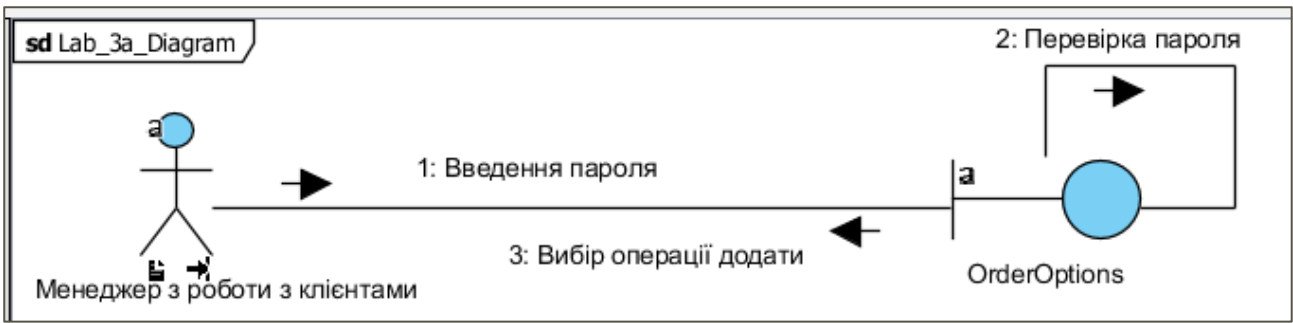 sd Lab_3a_Diagram
2: Перевірка пароля
a
1: Введення пароля
a
3: Вибір операції додати
OrderOptions
Менеджер з роботи з клієнтами